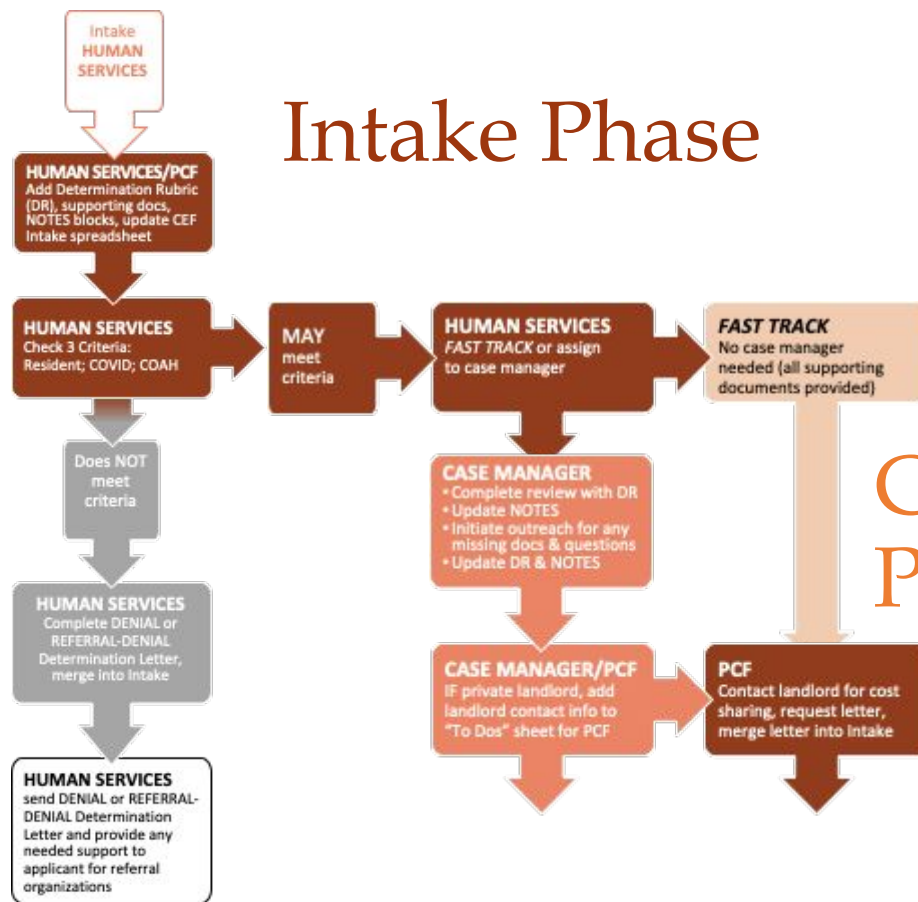 Intake
HUMAN
SERVICES
Intake Phase
HUMAN SERVICES/PCF
Add Determination Rubric
(DR), supporting docs,
NOTES blocks, update CEF
Intake spreadsheet
HUMAN SERVICES
Check 3 Criteria:
Resident; COVID; COAH
MAY
meet
criteria
HUMAN SERVICES
FAST TRACK or assign
to case manager
FAST TRACK
No case manager
needed (all supporting
documents provided)
Does NOT
meet
criteria
CASE MANAGER
• Complete review with DR
• Update NOTES
• Initiate outreach for any
missing docs & questions
• Update DR & NOTES
C
P
HUMAN SERVICES
Complete DENIAL or
REFERRAL-DENIAL
Determination Letter,
merge into Intake
CASE MANAGER/PCF
IF private landlord, add
landlord contact info to
"To Dos" sheet for PCF
PCF
Contact landlord for cost
sharing, request letter,
merge letter into Intake
HUMAN SERVICES
send DENIAL or REFERRAL-
DENIAL Determination
Letter and provide any
needed support to
applicant for referral
organizations